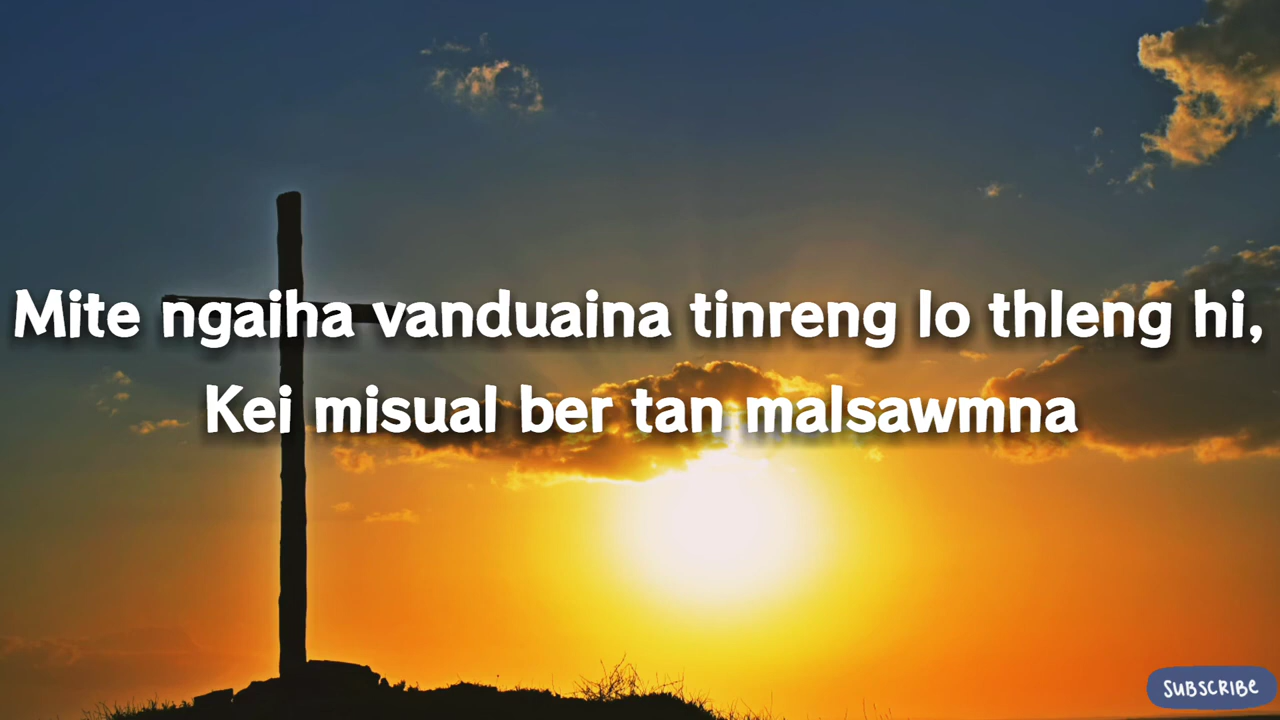 Mite ngaiha vanduaina tinreng lo thleng hi,
Kei misual ber tan malsawmna
SUBSCRIBE